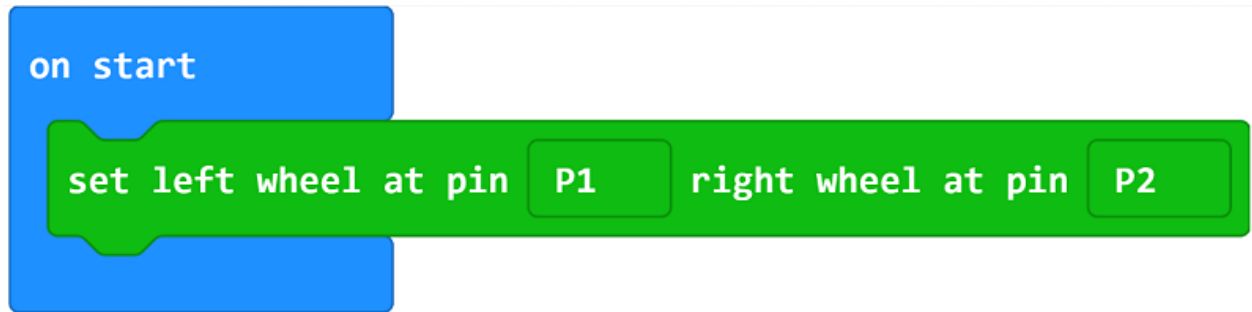 on start
set left wheel at pin P1 right wheel at pin P2